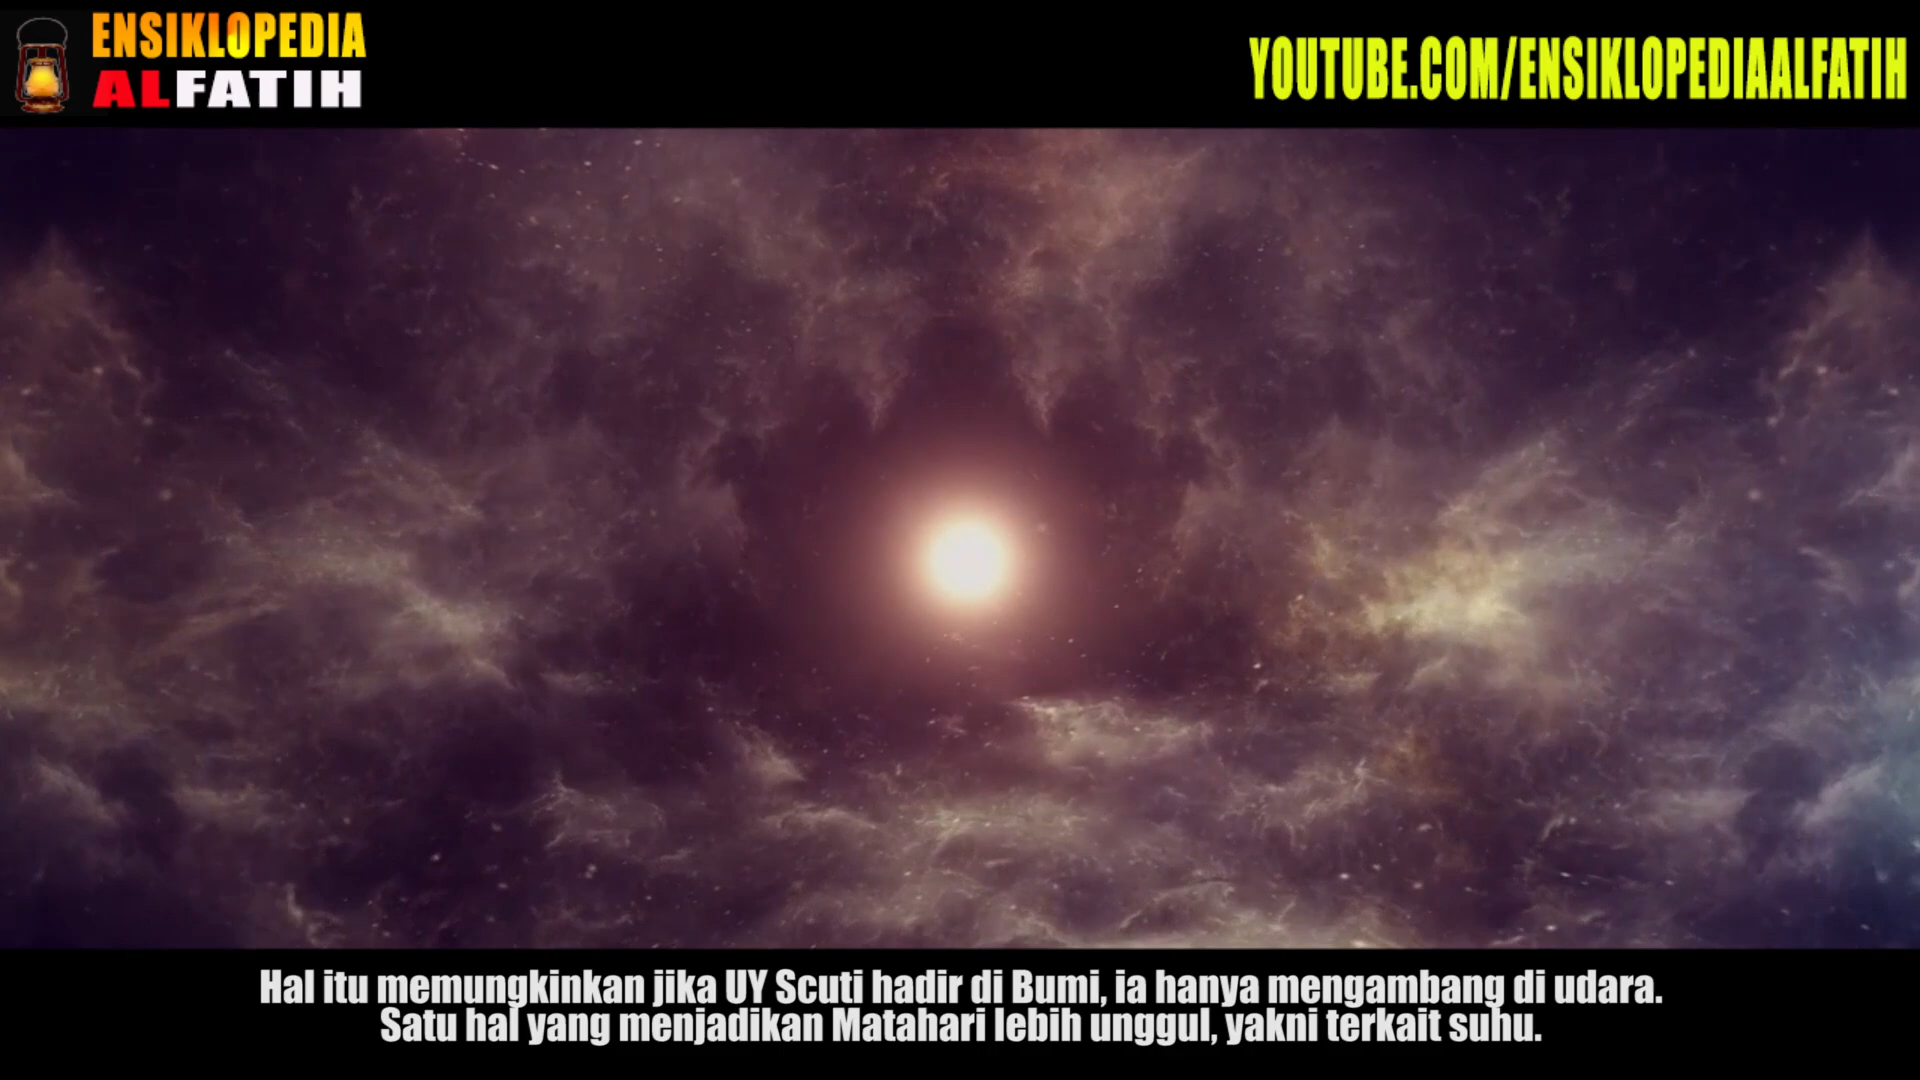 ENSIKLOPEDIA
ALFATIH
YOUTUBE.COM/ENSIKLOPEDIAALFATIH
Hal itu memungkinkan jika UY Scuti hadir di Bumi, ia hanya mengambang di udara.
Satu hal yang menjadikan Matahari lebih unggul, yakni terkait suhu.